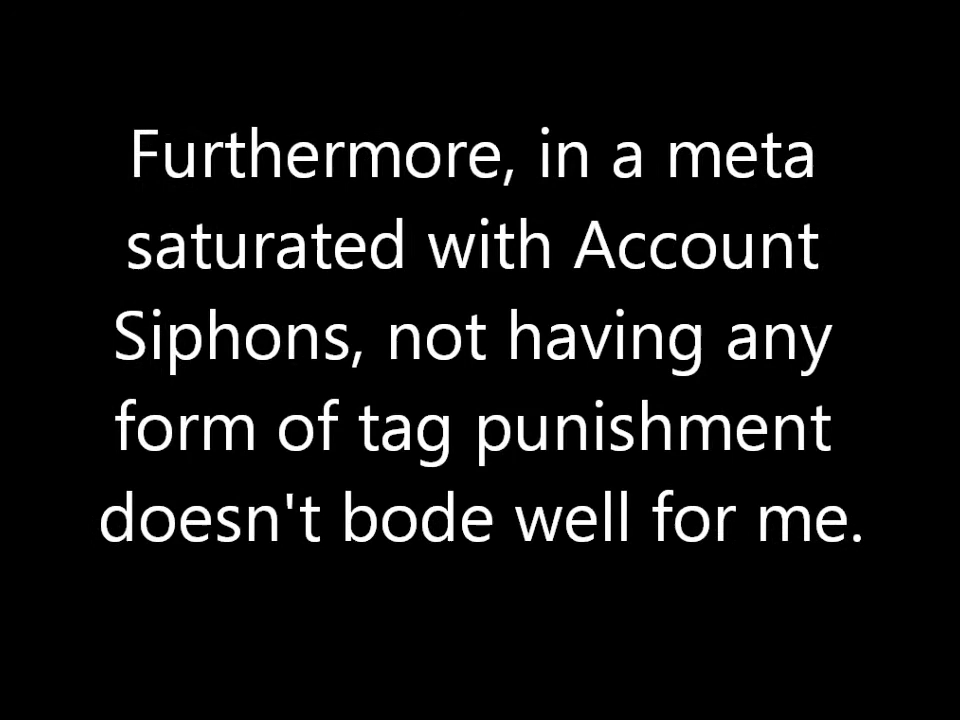 Furthermore, in a meta
saturated with Account
Siphons, not having any
form of tag punishment
doesn't bode well for me.